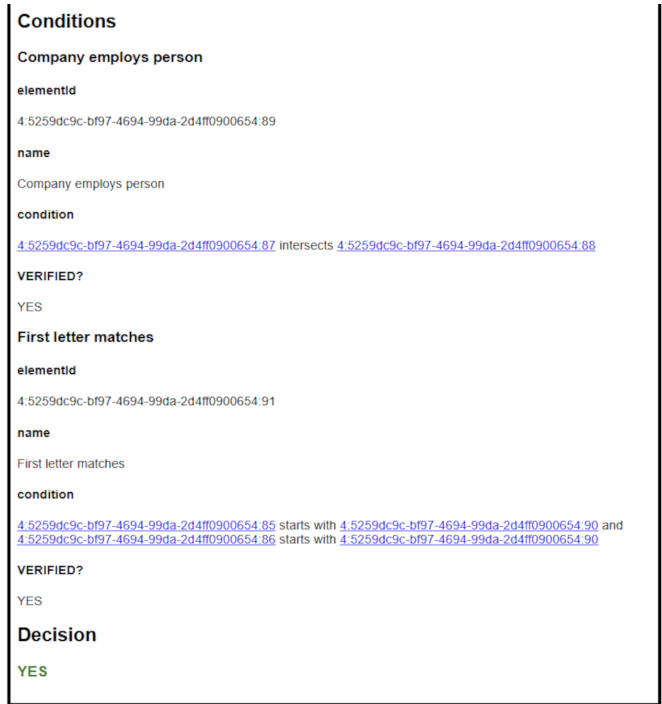 Conditions
Company employs person
elementId
4:5259dc9c-bf97-4694-99da-2d4ff0900654:89
name
Company employs person
condition
4:5259dc9c-bf97-4694-99da-2d4ff0900654:87 intersects 4:5259dc9c-bf97-4694-99da-2d4ff0900654:88
VERIFIED?
YES
First letter matches
elementId
4:5259dc9c-bf97-4694-99da-2d4ff0900654:91
name
First letter matches
condition
4:5259dc9c-bf97-4694-99da-2d4ff0900654:85 starts with 4:5259dc9c-bf97-4694-99da-2d4ff0900654:90 and
4:5259dc9c-bf97-4694-99da-2d4ff0900654:86 starts with 4:5259dc9c-bf97-4694-99da-2d4ff0900654:90
VERIFIED?
YES
Decision
YES